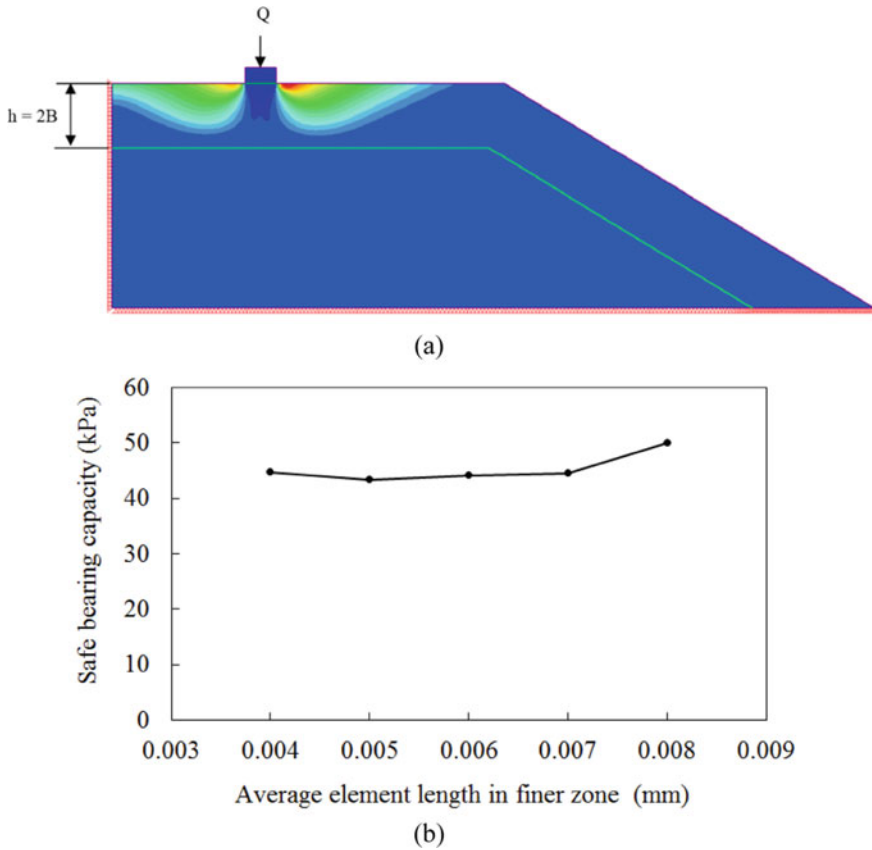 Q
h = 2B
(a)
Safe bearing capacity (kPa)
60
50
40
30
20
10
0
0.003 0.004 0.005 0.006 0.007 0.008 0.009
Average element length in finer zone (mm)
(b)